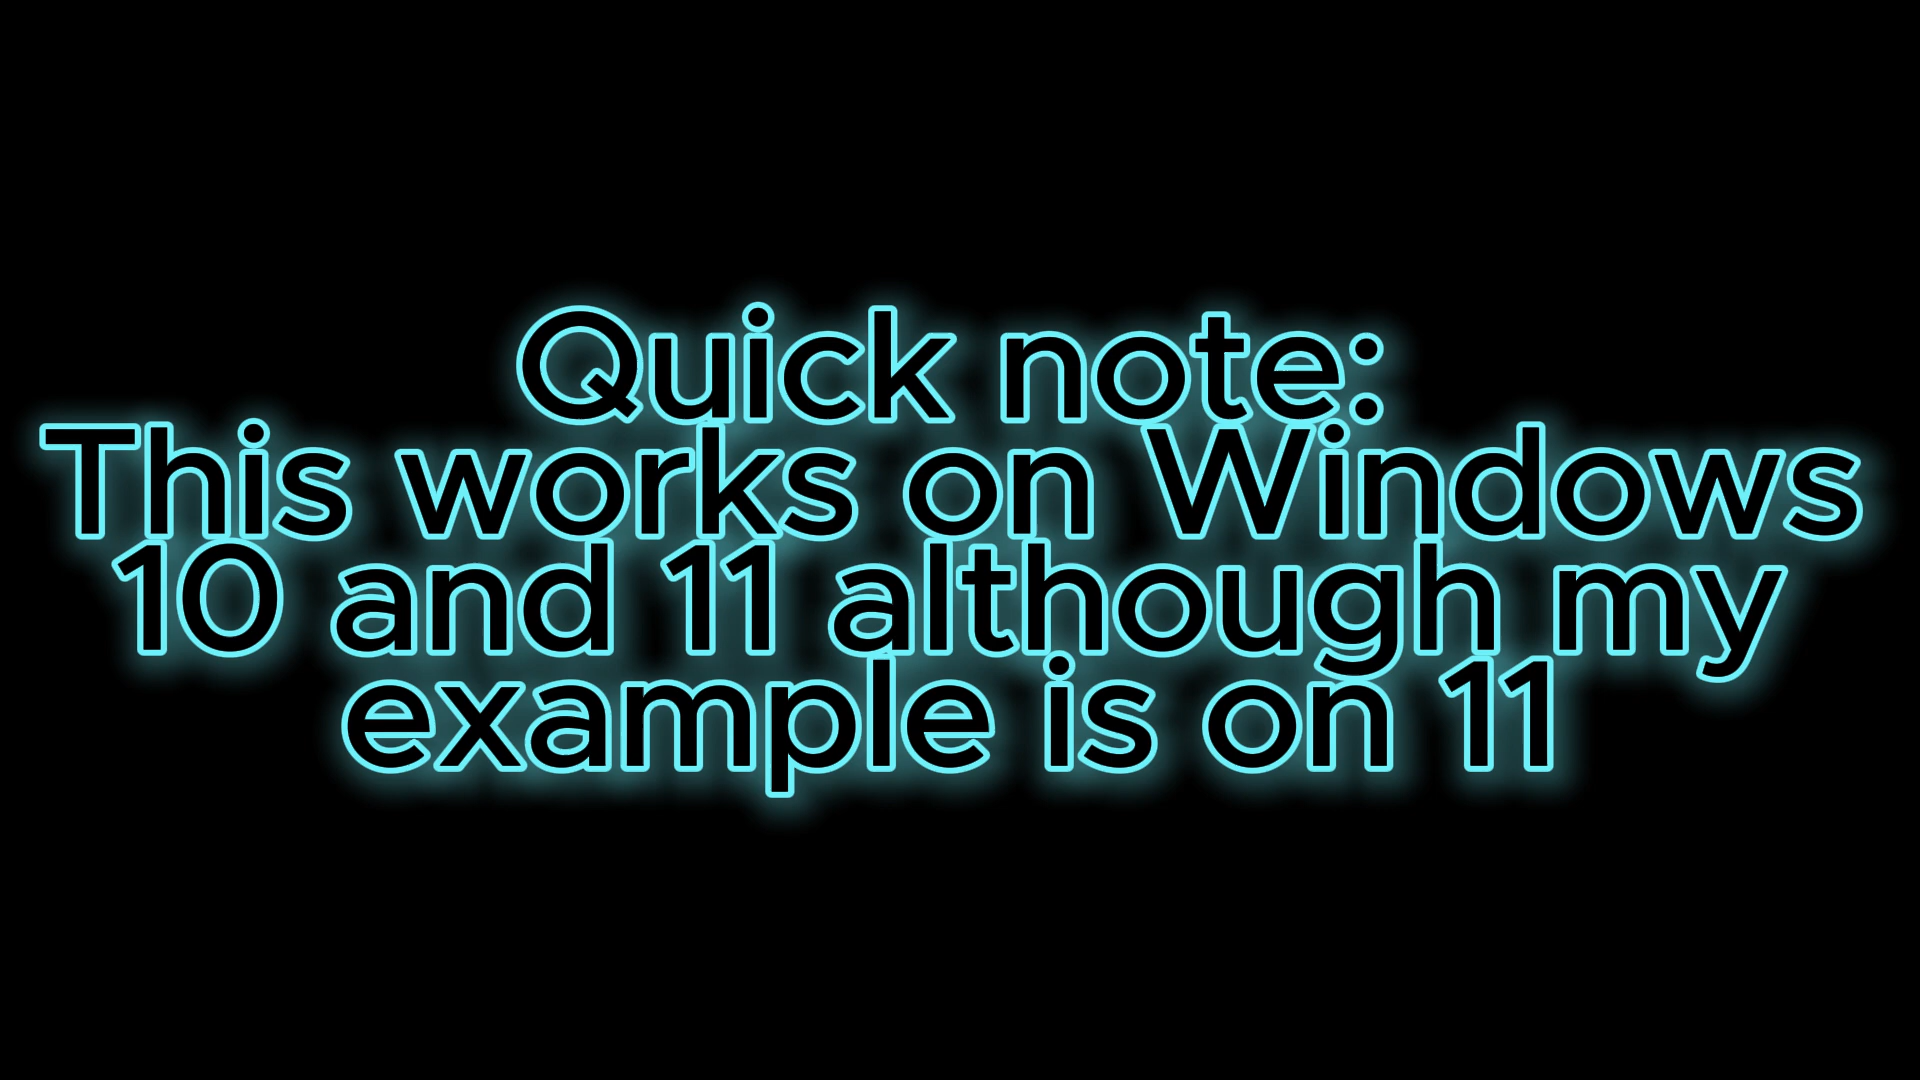 Quick note:
This works on Windows
10 and 11 although my
example is on 11